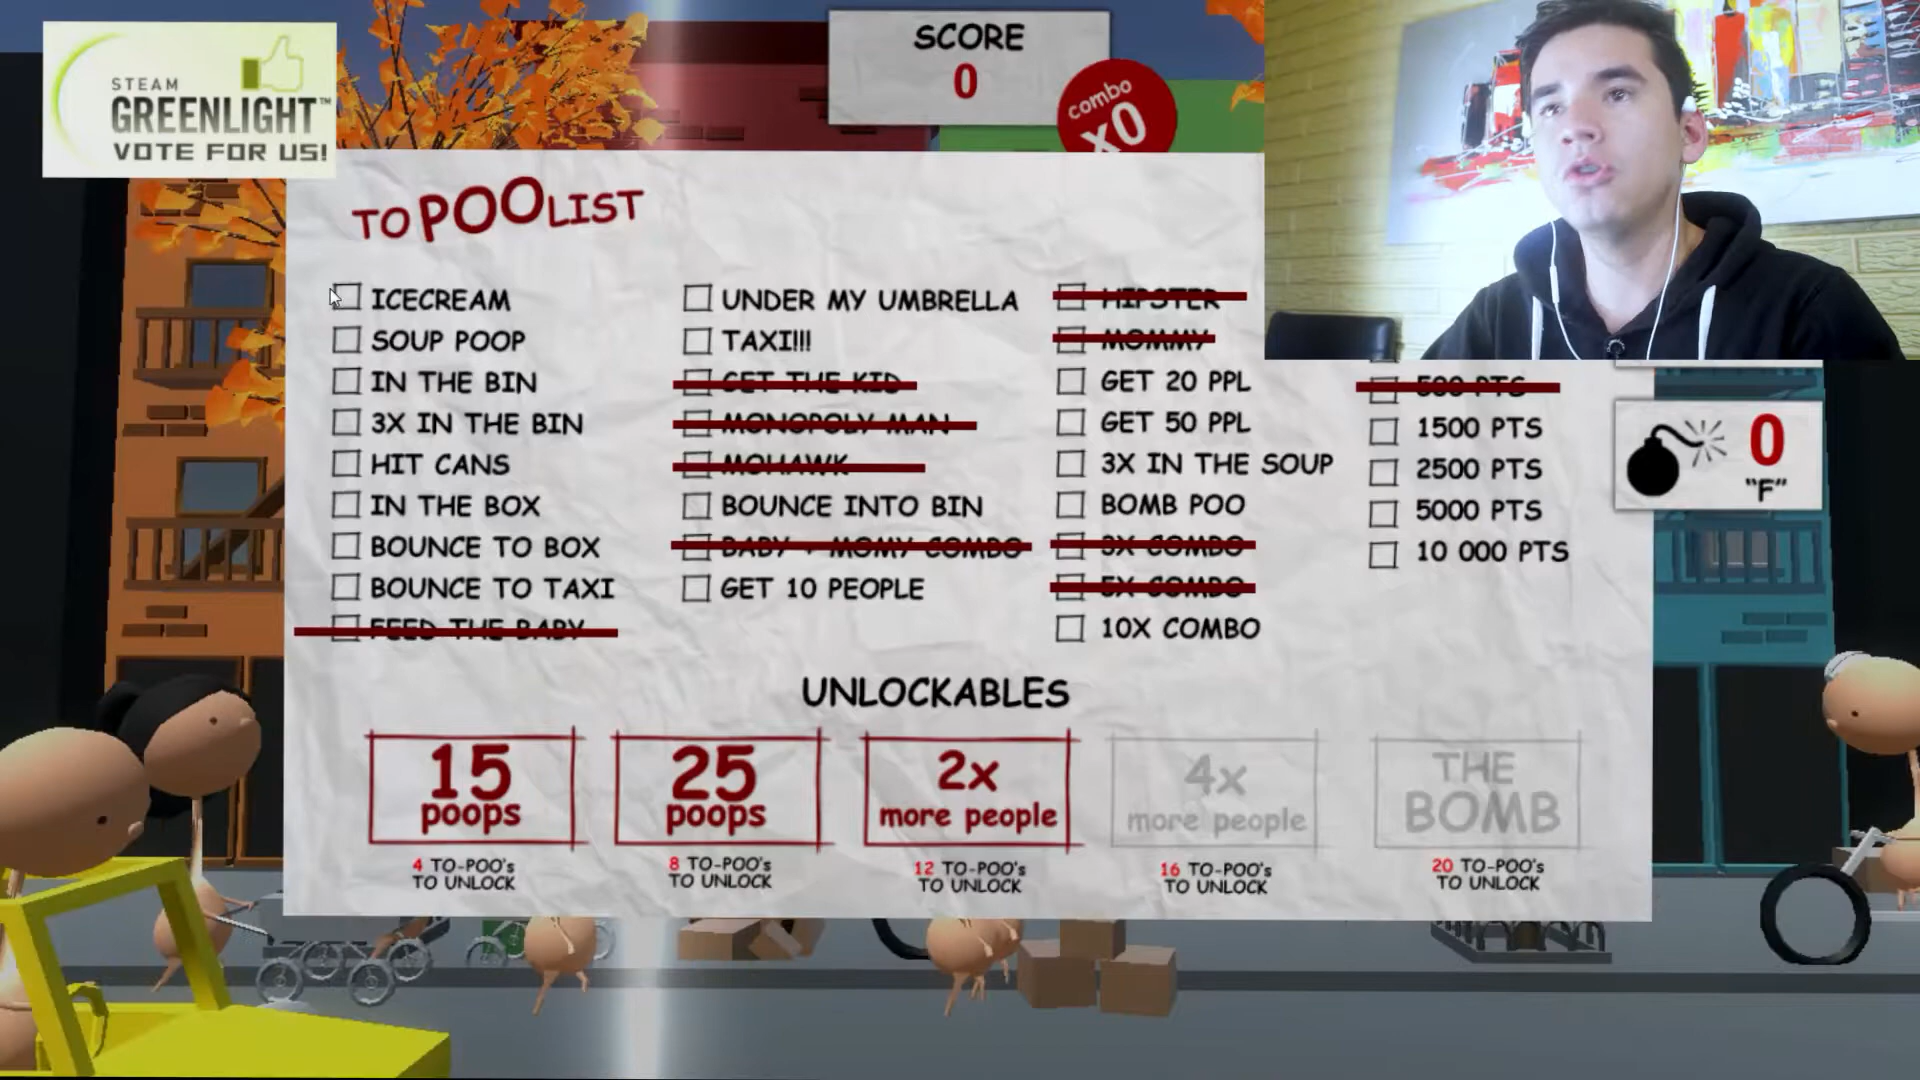 STEAM
GREENLIGHT™
VOTE FOR US!
SCORE
0
combo
x0
TO POO LIST
ICECREAM
SOUP POOP
IN THE BIN
3X IN THE BIN
HIT CANS
IN THE BOX
BOUNCE TO BOX
BOUNCE TO TAXI
FEED THE BABY
UNDER MY UMBRELLA
TAXI!!!
GET THE KID
MONOPOLY MAN
MOHAWK
BOUNCE INTO BIN
BABY + MOMY COMBO
GET 10 PEOPLE
HIPSTER
MOMMY
GET 20 PPL
GET 50 PPL
3X IN THE SOUP
BOMB POO
3X COMBO
5X COMBO
10X COMBO
500 PTS
1500 PTS
2500 PTS
5000 PTS
10 000 PTS
0
"F"
UNLOCKABLES
15
poops
4 TO-POO's
TO UNLOCK
25
poops
8 TO-POO's
TO UNLOCK
2x
more people
12 TO-POO's
TO UNLOCK
4x
more people
16 TO-POO's
TO UNLOCK
THE
BOMB
20 TO-POO's
TO UNLOCK